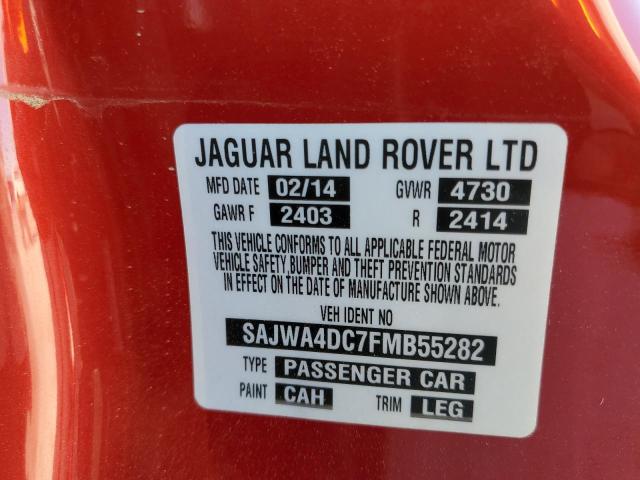 JAGUAR LAND ROVER LTD
MFD DATE 02/14 GVWR 4730
GAWR F 2403 R 2414
THIS VEHICLE CONFORMS TO ALL APPLICABLE FEDERAL MOTOR
VEHICLE SAFETY,BUMPER AND THEFT PREVENTION STANDARDS
IN EFFECT ON THE DATE OF MANUFACTURE SHOWN ABOVE.
VEH IDENT NO
SAJWA4DC7FMB55282
TYPE PASSENGER CAR
PAINT CAH TRIM LEG